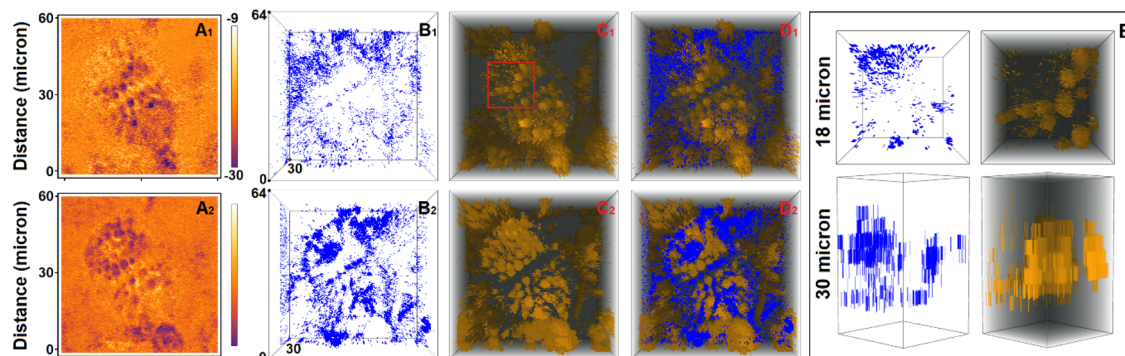 60
30
0
Distance (micron)
A1
-9
-30
64*
B1
30
0*
C1
D1
18 micron
E
60
30
0
Distance (micron)
A2
64*
B2
30
0*
C2
D2
30 micron